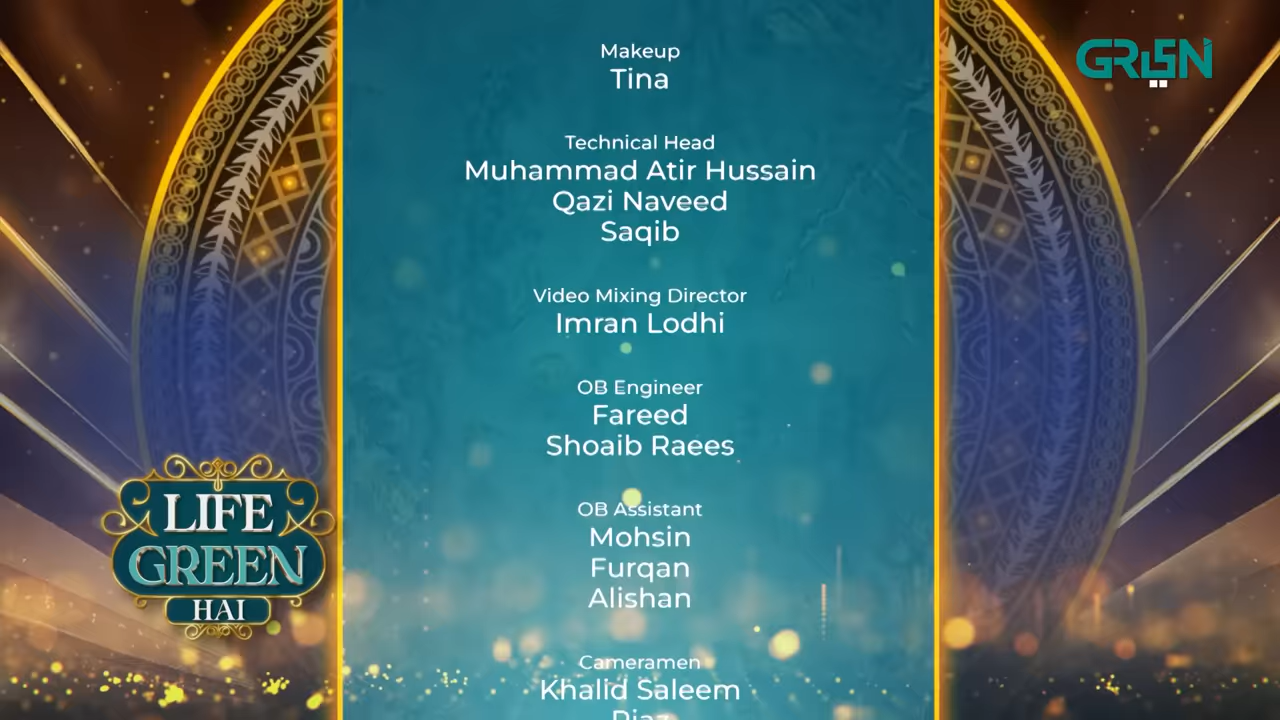 Makeup
Tina
Technical Head
Muhammad Atir Hussain
Qazi Naveed
Saqib
Video Mixing Director
Imran Lodhi
OB Engineer
Fareed
Shoaib Raees
OB Assistant
Mohsin
Furqan
Alishan
Cameramen
Khalid Saleem
LIFE
GREEN
HAI